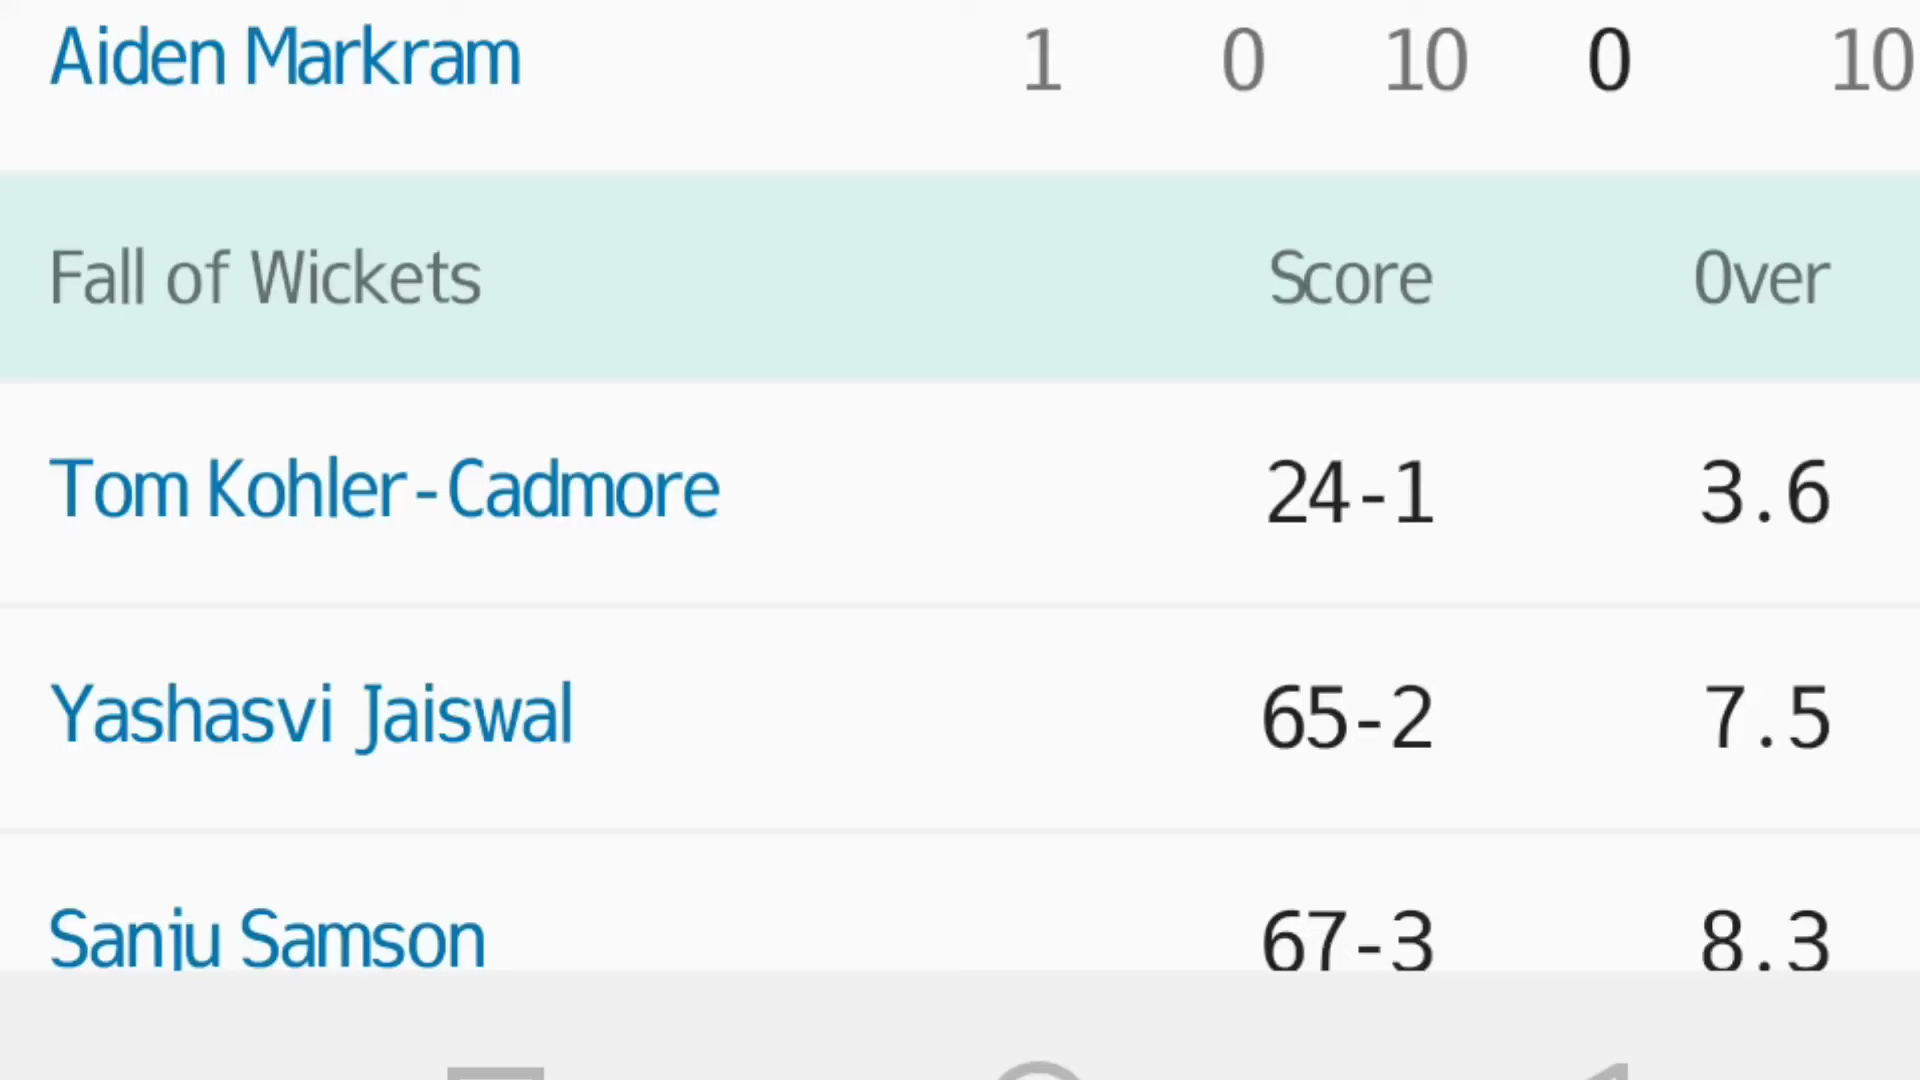 Aiden Markram 1 0 10 0 10
Fall of Wickets Score Over
Tom Kohler-Cadmore 24-1 3.6
Yashasvi Jaiswal 65-2 7.5
Sanju Samson 67-3 8.3